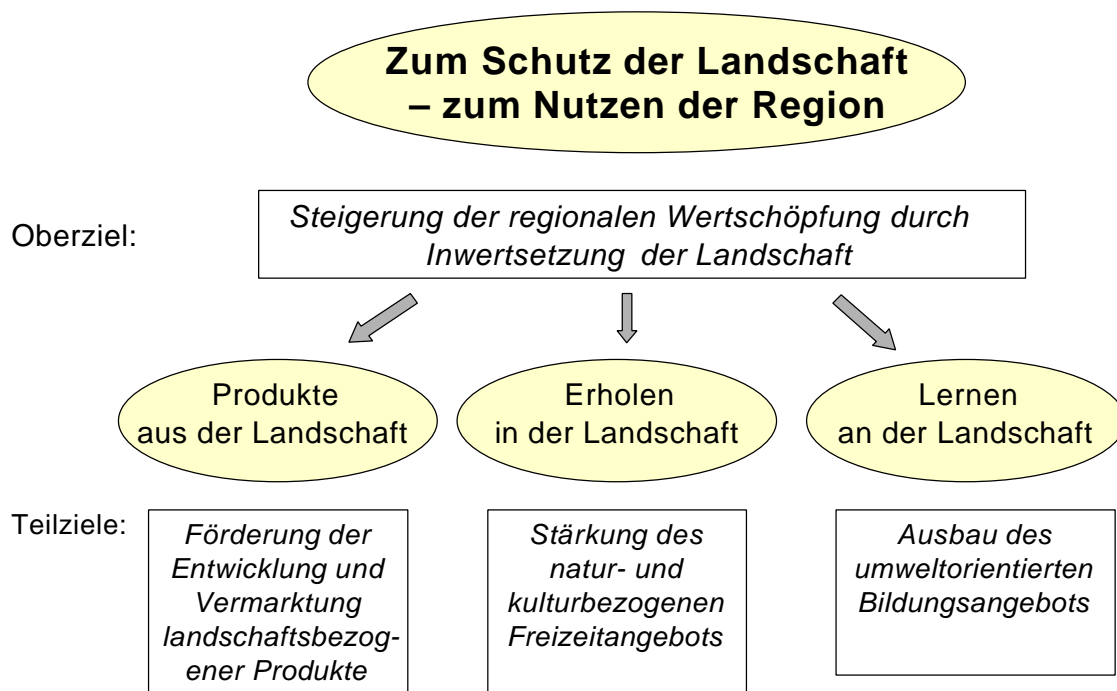 Zum Schutz der Landschaft
– zum Nutzen der Region
Oberziel:
Steigerung der regionalen Wertschöpfung durch
Inwertsetzung der Landschaft
Produkte
aus der Landschaft
Erholen
in der Landschaft
Lernen
an der Landschaft
Teilziele:
Förderung der
Entwicklung und
Vermarktung
landschaftsbezog-
ener Produkte
Stärkung des
natur- und
kulturbezogenen
Freizeitangebots
Ausbau des
umweltorientierten
Bildungsangebots